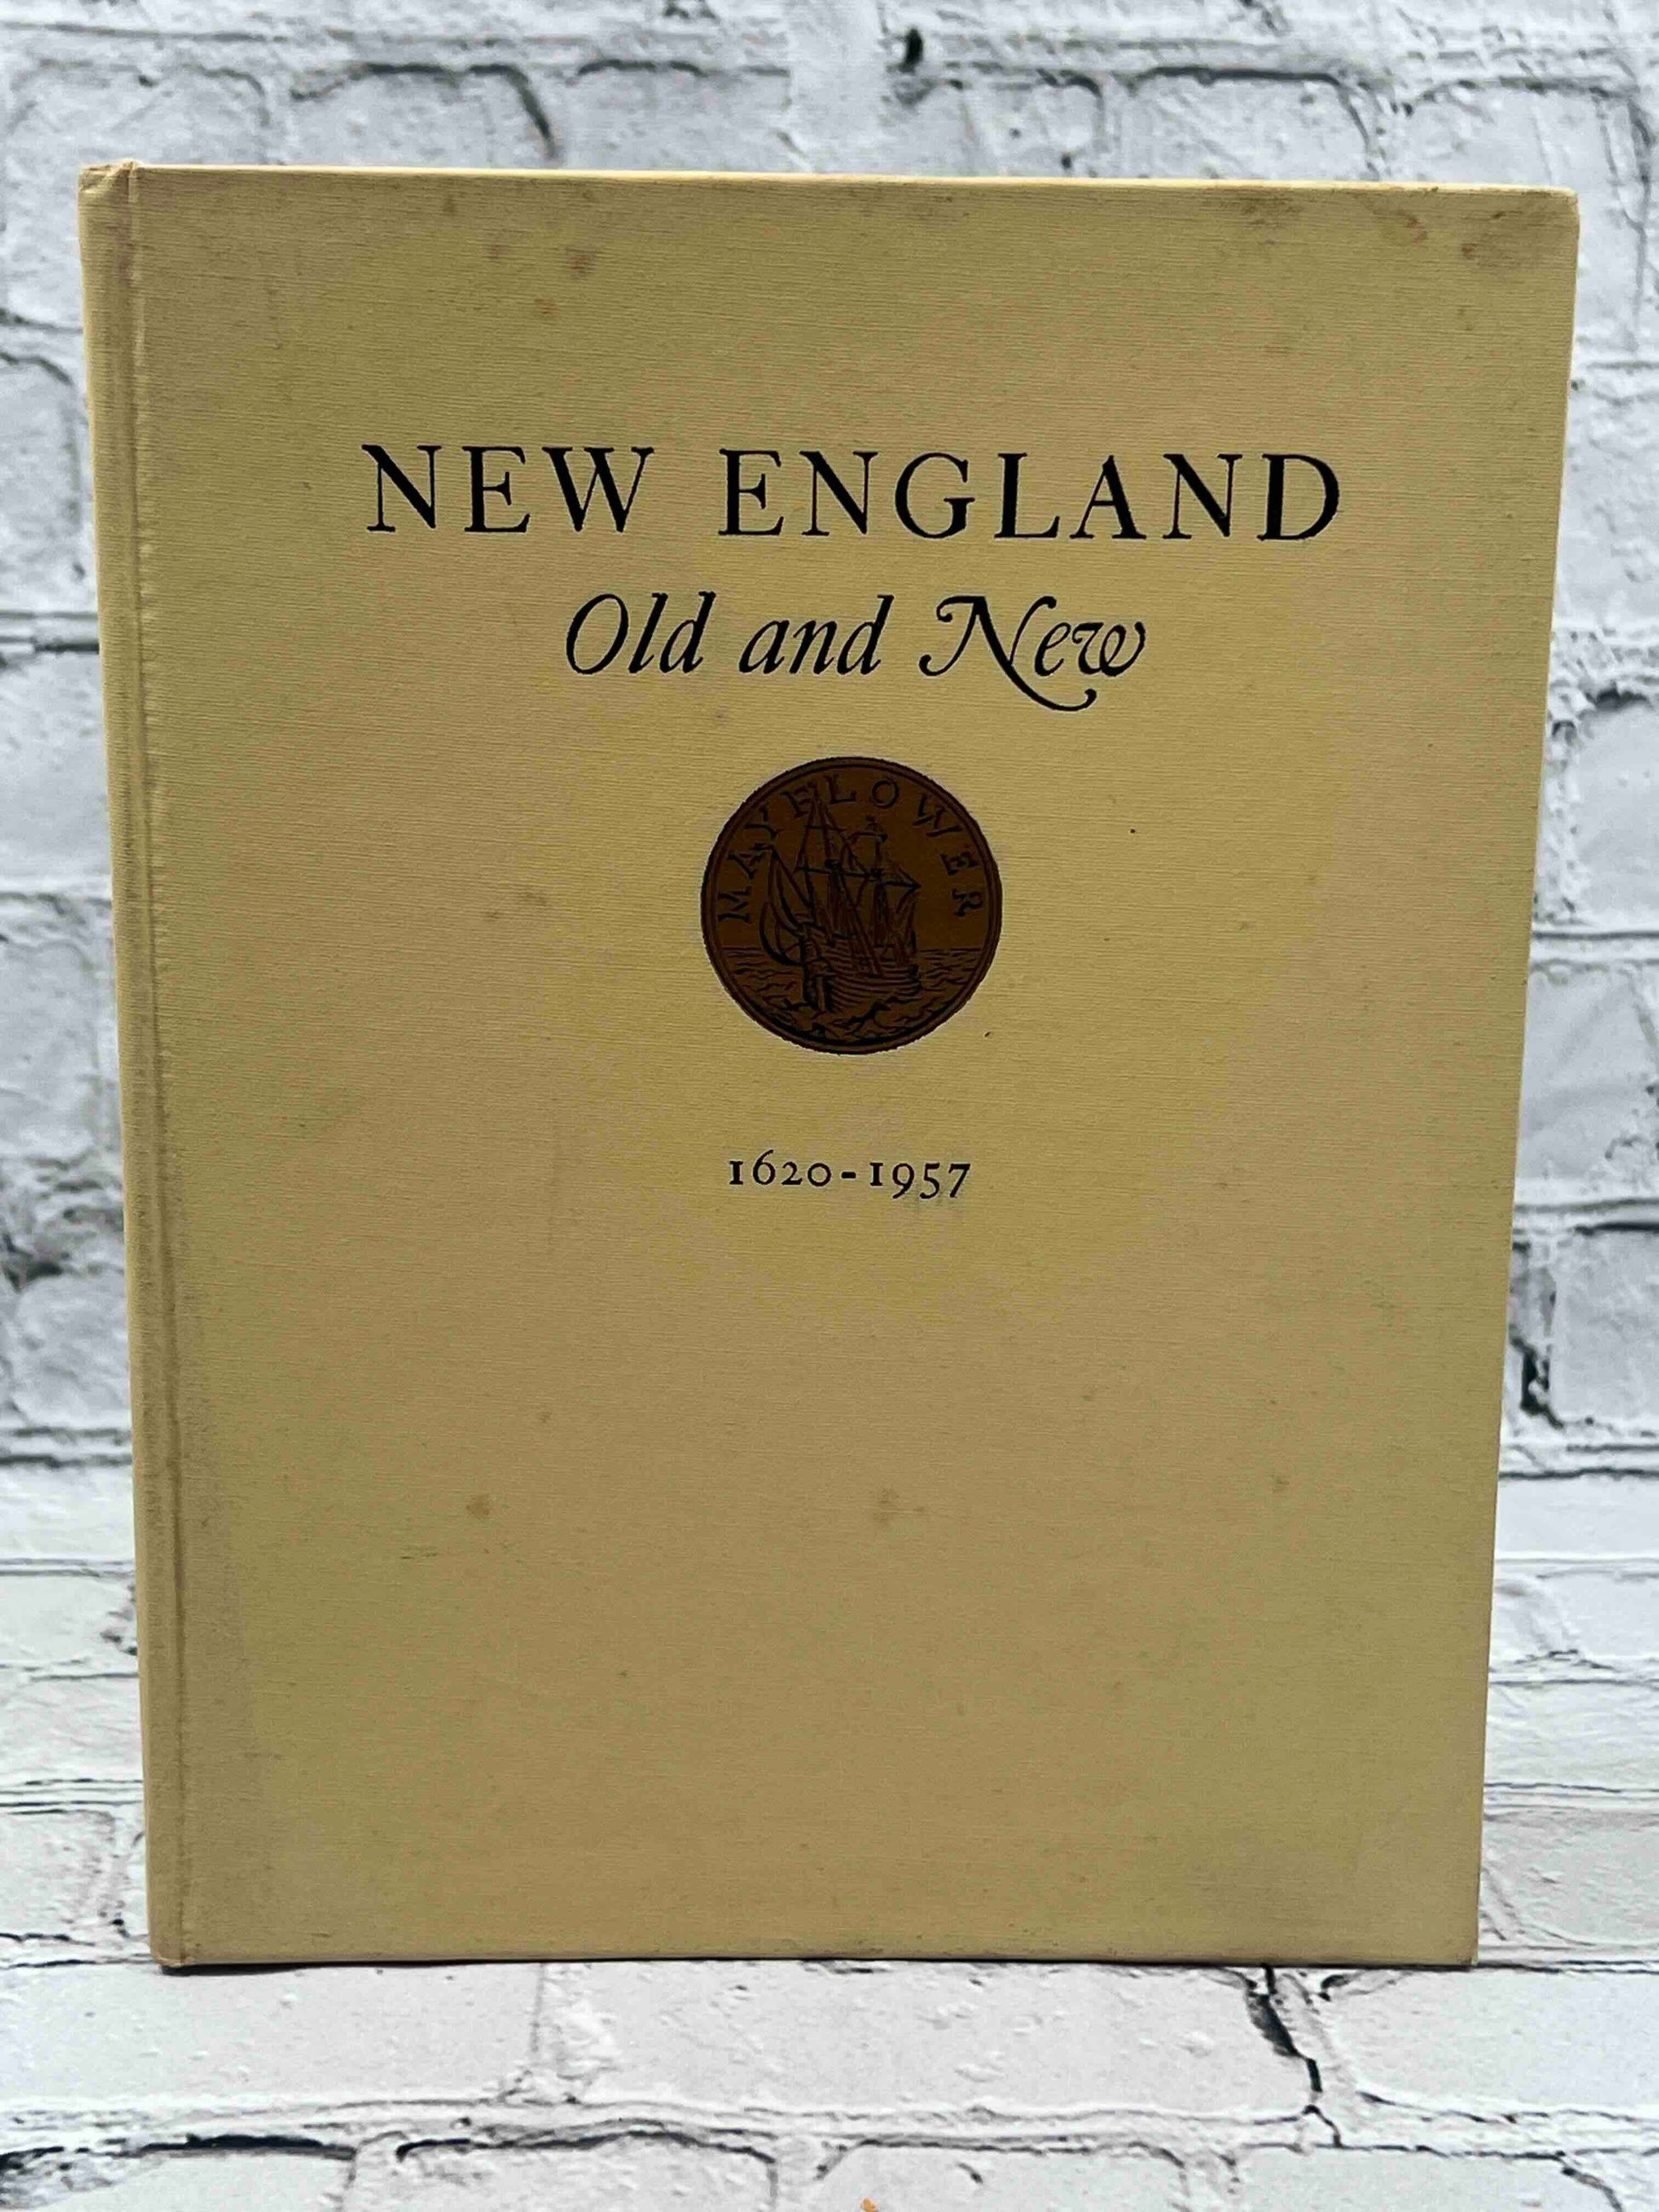 NEW ENGLAND
Old and New
MAYFLOWER
1620-1957